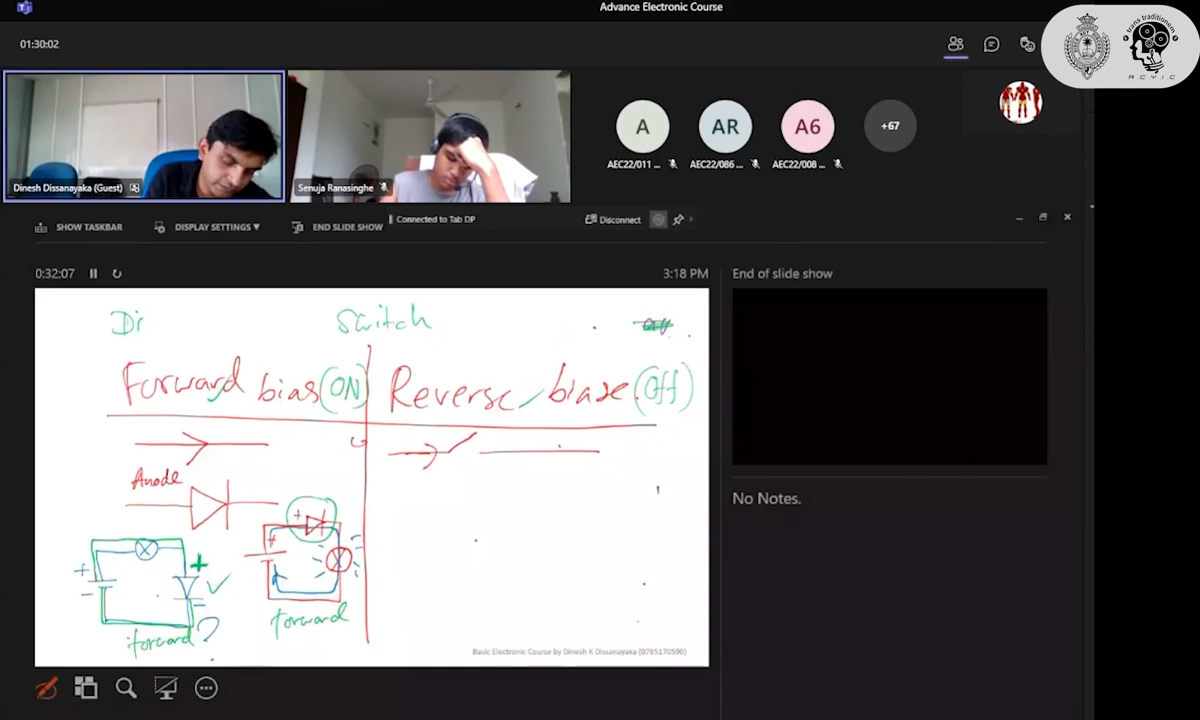 Advance Electronic Course
01:30:02
A.C.Y.I.C
A
AR
A6
+67
AEC22/011 ...
AEC22/086 ...
AEC22/008 ...
Dinesh Dissanayaka (Guest)
Senuja Ranasinghe
SHOW TASKBAR
DISPLAY SETTINGS ▼
END SLIDE SHOW
Connected to Tab DP
Disconnect
0:32:07
3:18 PM
End of slide show
Di
Switch
Forward bias (ON)
Reverse biase (Off)
Anode
+
+
+
+
-
-
forward ?
forward
No Notes.
Basic Electronic Course by Dinesh K Dissanayaka (0785170590)